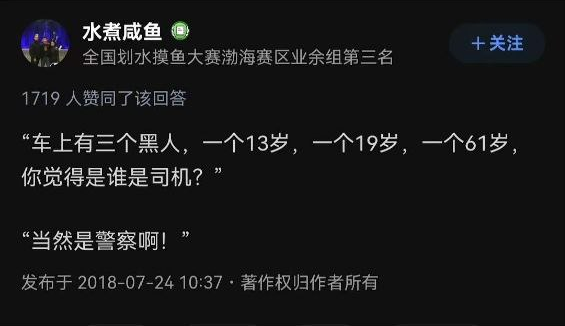 水煮咸鱼
全国划水摸鱼大赛渤海赛区业余组第三名
+关注
1719 人赞同了该回答
“车上有三个黑人，一个13岁，一个19岁，一个61岁，
你觉得是谁是司机？”
“当然是警察啊！”
发布于 2018-07-24 10:37 · 著作权归作者所有